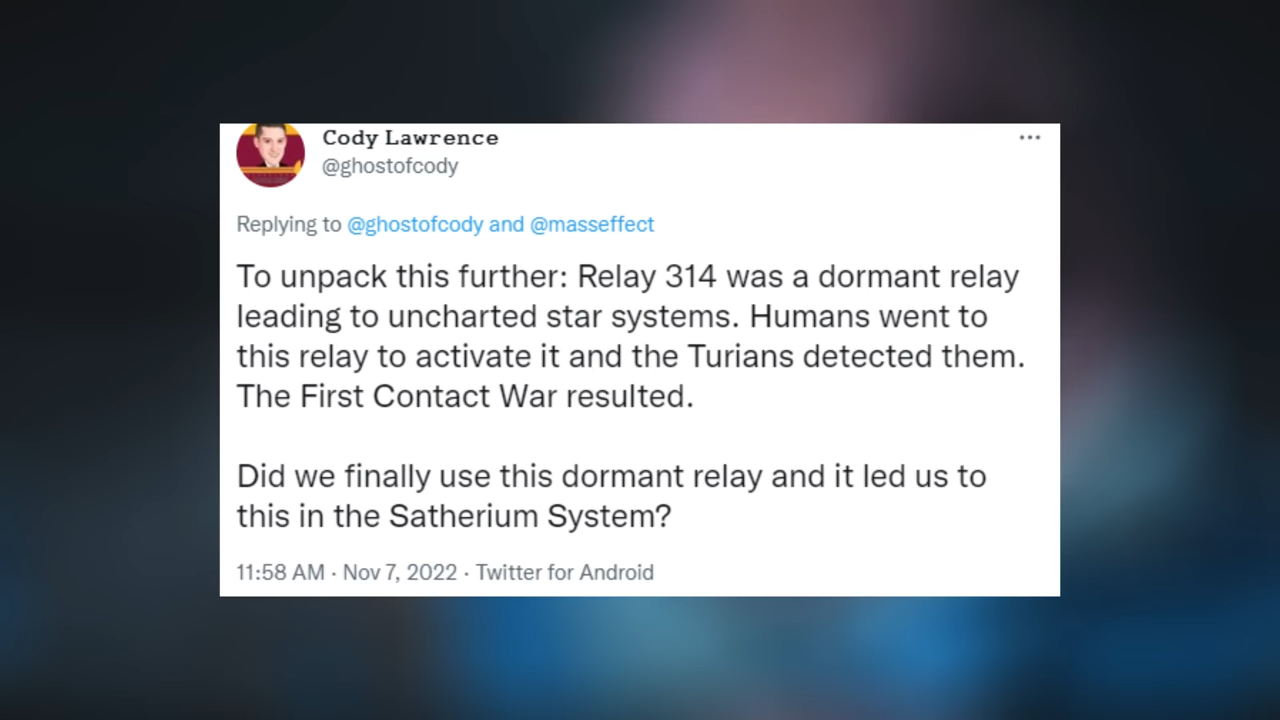 Cody Lawrence
@ghostofcody
Replying to @ghostofcody and @masseffect
To unpack this further: Relay 314 was a dormant relay
leading to uncharted star systems. Humans went to
this relay to activate it and the Turians detected them.
The First Contact War resulted.
Did we finally use this dormant relay and it led us to
this in the Satherium System?
11:58 AM · Nov 7, 2022 · Twitter for Android